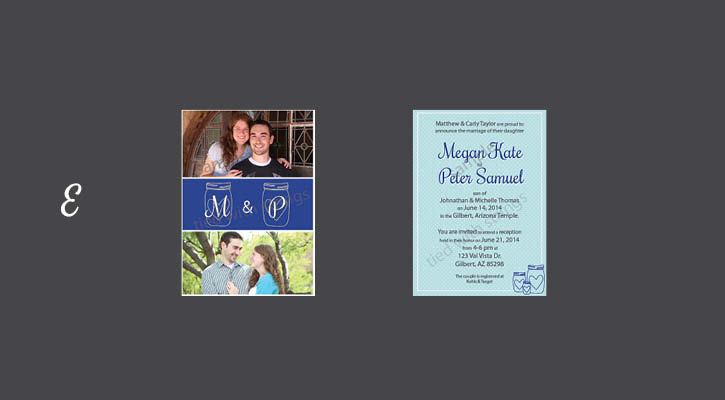 E
M & P
Matthew & Carly Taylor are proud to
announce the marriage of their daughter
Megan Kate
Peter Samuel
son of
Johnathan & Michelle Thomas
on June 14, 2014
in the Gilbert, Arizona Temple.
You are invited to attend a reception
held in their honor on June 21, 2014
from 4-6 pm at
123 Val Vista Dr.
Gilbert, AZ 85298
The couple is registered at
Kohls & Target